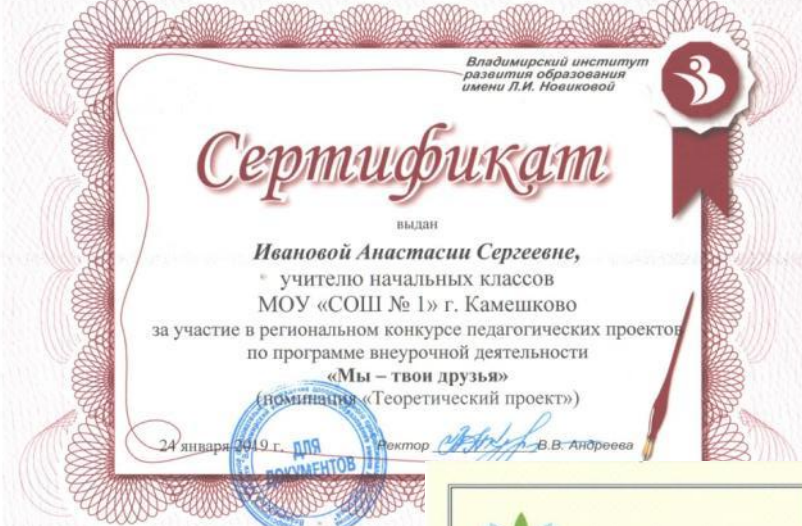 Владимирский институт
развития образования
имени Л.И. Новиковой
Сертификат
выдан
Ивановой Анастасии Сергеевне,
учителю начальных классов
МОУ «СОШ № 1» г. Камешково
за участие в региональном конкурсе педагогических проектов
по программе внеурочной деятельности
«Мы – твои друзья»
(номинация «Теоретический проект»)
24 января 2019 г.
ДЛЯ
ДОКУМЕНТОВ
Ректор
В.В. Андреева